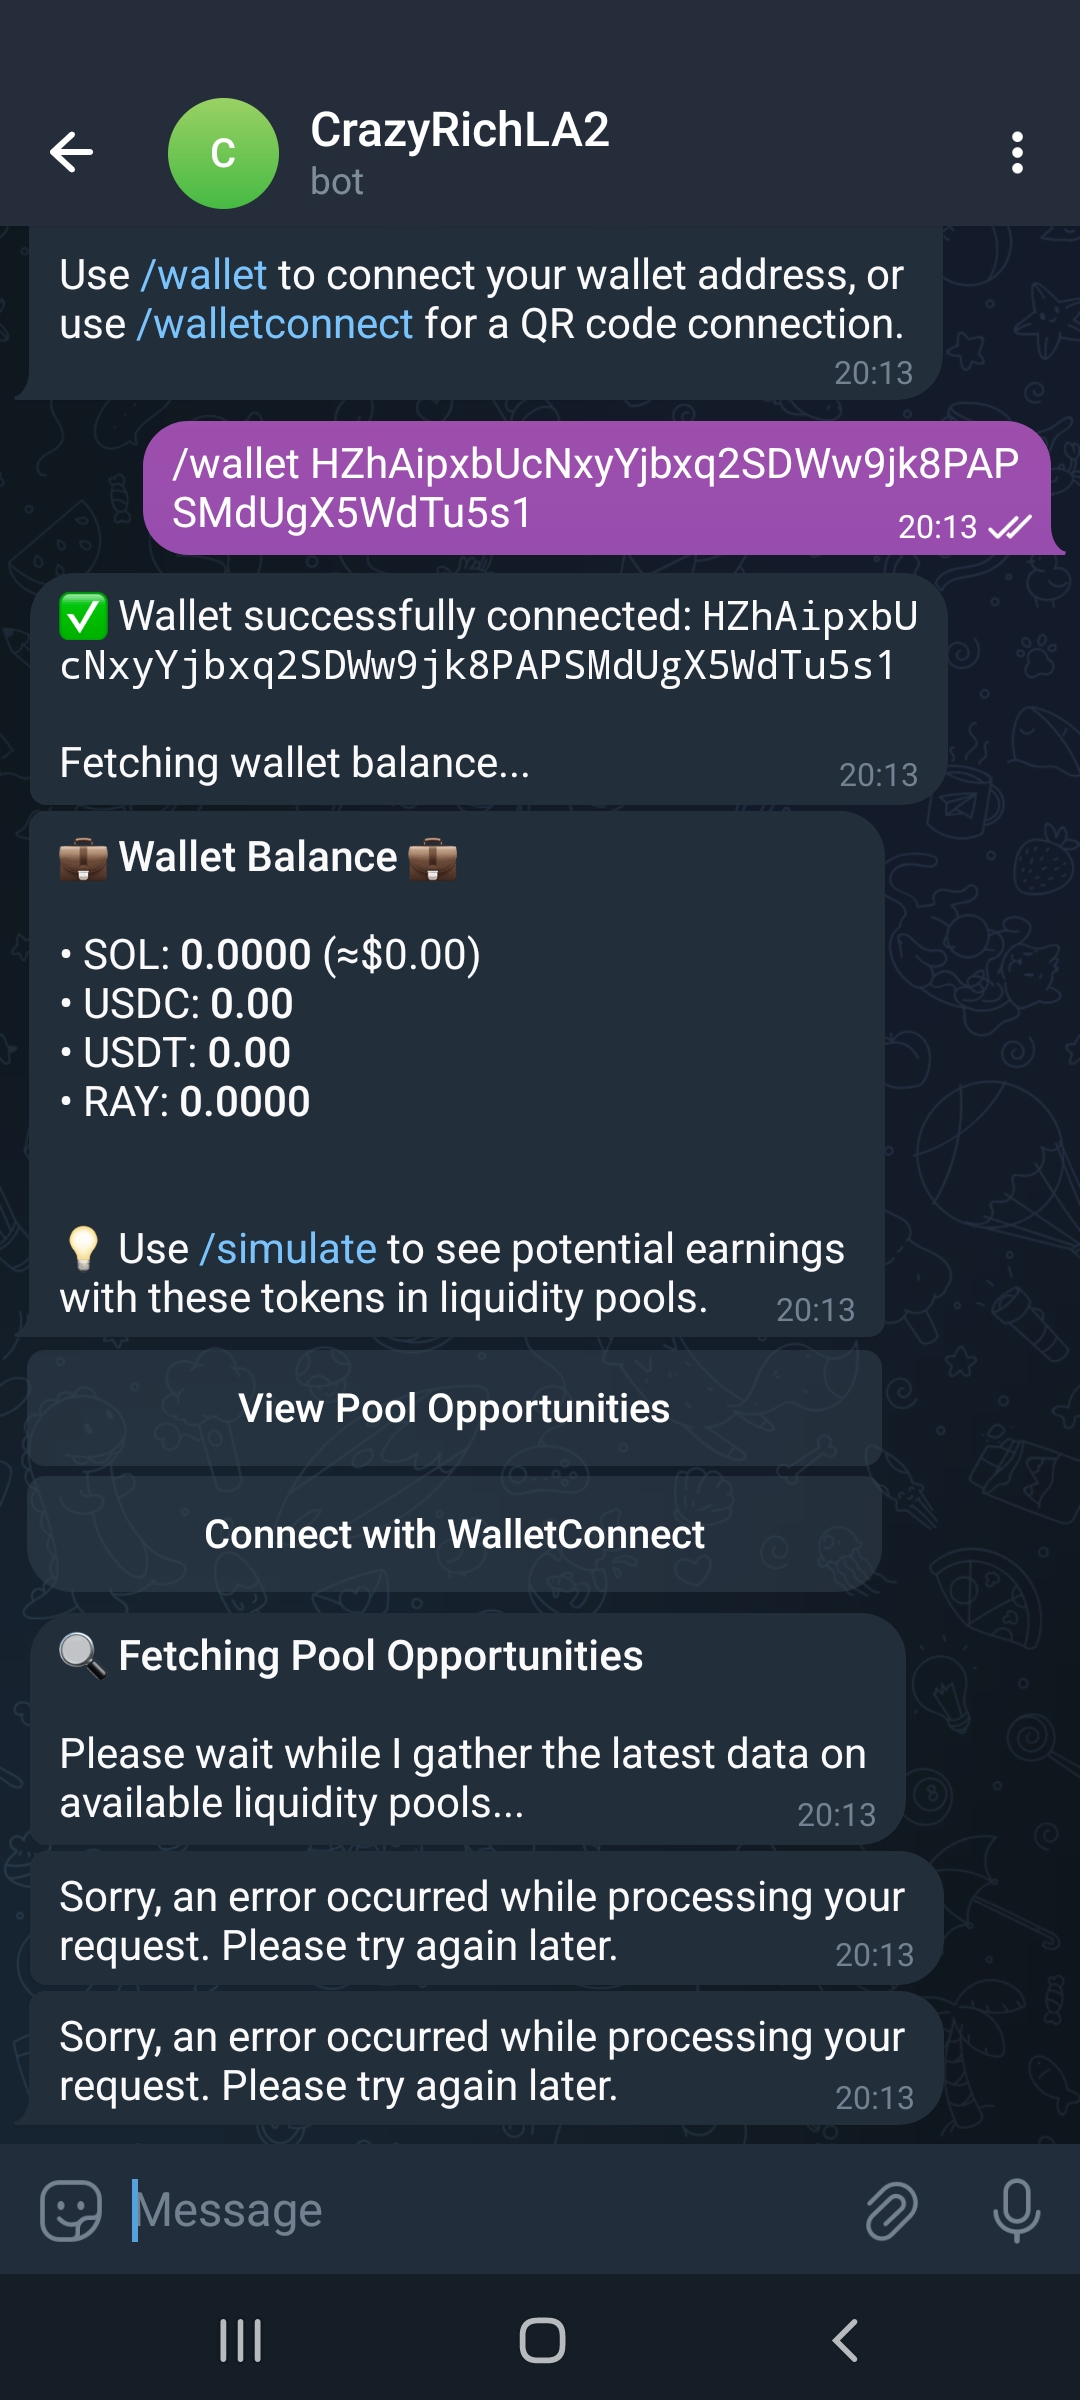 C
CrazyRichLA2
bot
Use /wallet to connect your wallet address, or
use /walletconnect for a QR code connection.
20:13
/wallet HZhAipxbUcNxyYjbxq2SDWw9jk8PAP
SMdUgX5WdTu5s1
20:13
✅ Wallet successfully connected: HZhAipxbU
cNxyYjbxq2SDWw9jk8PAPSMdUgX5WdTu5s1
Fetching wallet balance...
20:13
💼 Wallet Balance 💼
• SOL: 0.0000 (≈$0.00)
• USDC: 0.00
• USDT: 0.00
• RAY: 0.0000
💡 Use /simulate to see potential earnings
with these tokens in liquidity pools.
20:13
View Pool Opportunities
Connect with WalletConnect
🔍 Fetching Pool Opportunities
Please wait while I gather the latest data on
available liquidity pools...
20:13
Sorry, an error occurred while processing your
request. Please try again later.
20:13
Sorry, an error occurred while processing your
request. Please try again later.
20:13
Message